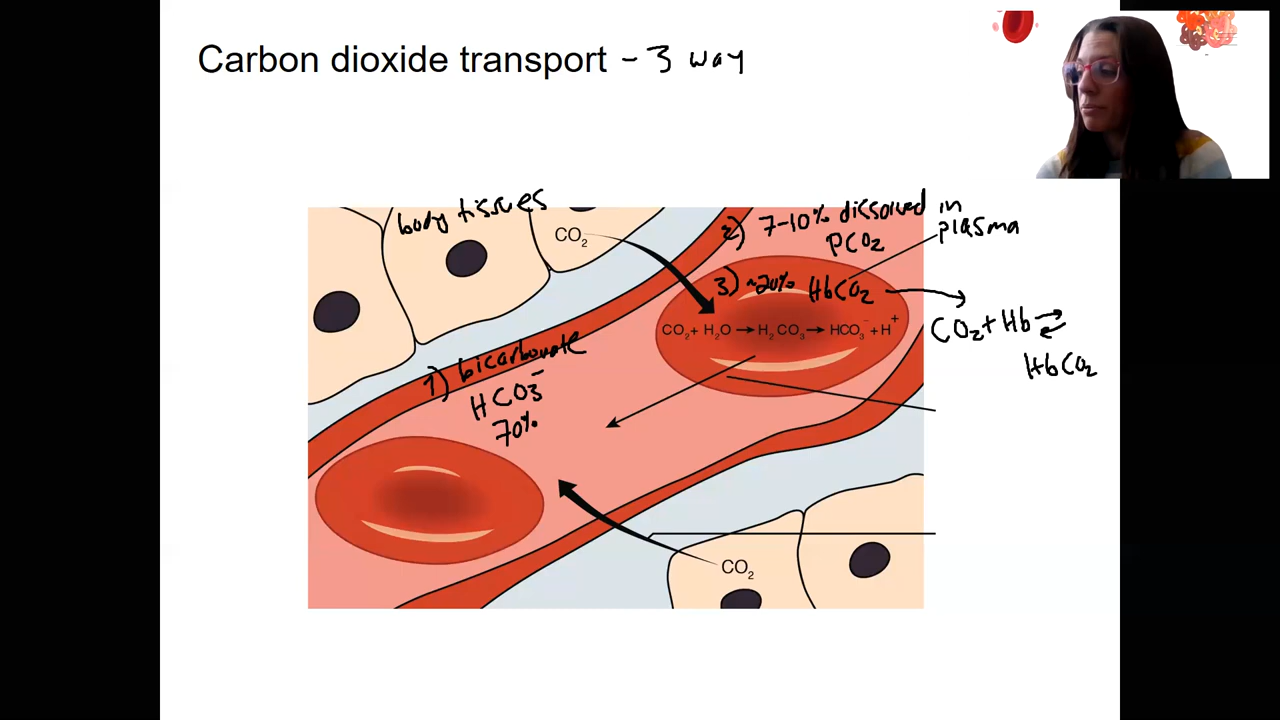 Carbon dioxide transport - 3 way
body tissues
CO₂
2) 7-10% dissolved in
plasma
PCO₂
3) ~20% HbCO₂
CO₂ + H₂O → H₂CO₃ → HCO₃⁻ + H⁺
CO₂ + Hb ⇌
HbCO₂
1) bicarbonate
HCO₃⁻
70%
CO₂